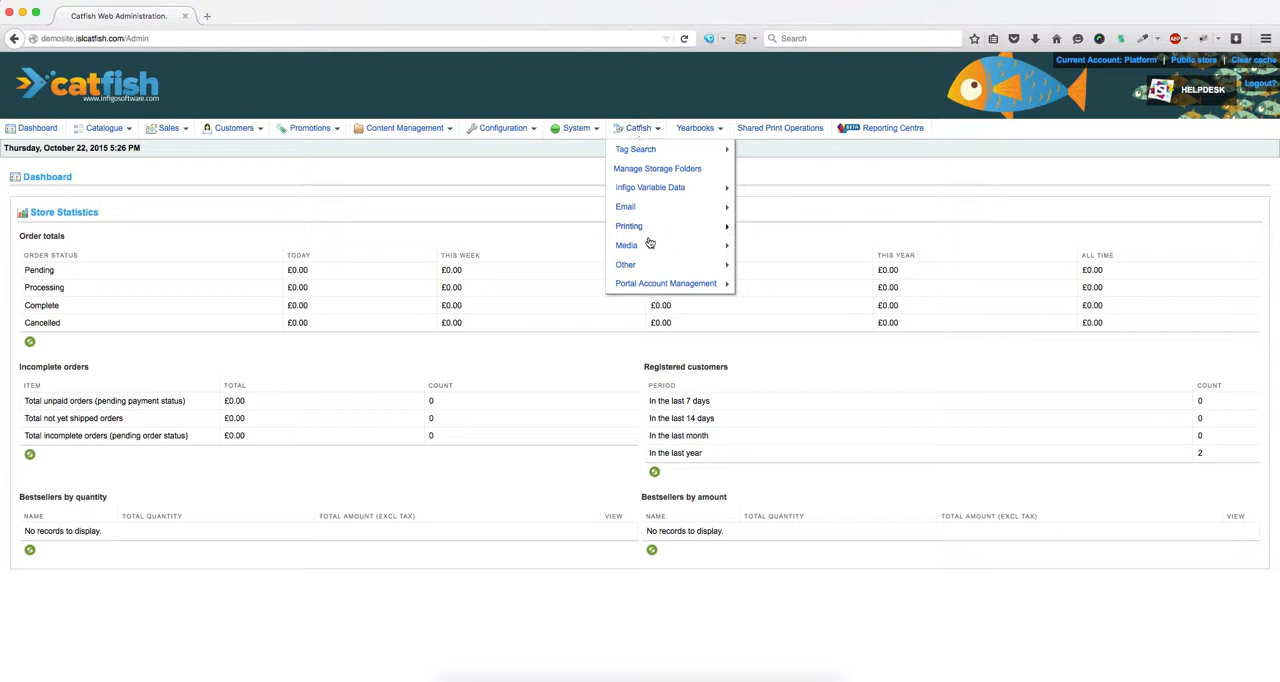 Catfish Web Administration.
demosite.islcatfish.com/Admin
Search
ABP
catfish
www.infigosoftware.com
Current Account: Platform | Public store | Clear cache
Logout?
ISL HELPDESK
Dashboard Catalogue Sales Customers Promotions Content Management Configuration System Catfish Yearbooks Shared Print Operations BETA Reporting Centre
Thursday, October 22, 2015 5:26 PM
Tag Search
Manage Storage Folders
Infigo Variable Data
Email
Printing
Media
Other
Portal Account Management
Dashboard
Store Statistics
Order totals
ORDER STATUS TODAY THIS WEEK THIS YEAR ALL TIME
Pending £0.00 £0.00 £0.00 £0.00
Processing £0.00 £0.00 £0.00 £0.00
Complete £0.00 £0.00 £0.00 £0.00 £0.00
Cancelled £0.00 £0.00 £0.00 £0.00 £0.00
Incomplete orders
ITEM TOTAL COUNT
Total unpaid orders (pending payment status) £0.00 0
Total not yet shipped orders £0.00 0
Total incomplete orders (pending order status) £0.00 0
Registered customers
PERIOD COUNT
In the last 7 days 0
In the last 14 days 0
In the last month 0
In the last year 2
Bestsellers by quantity
NAME TOTAL QUANTITY TOTAL AMOUNT (EXCL TAX) VIEW
No records to display.
Bestsellers by amount
NAME TOTAL QUANTITY TOTAL AMOUNT (EXCL TAX) VIEW
No records to display.